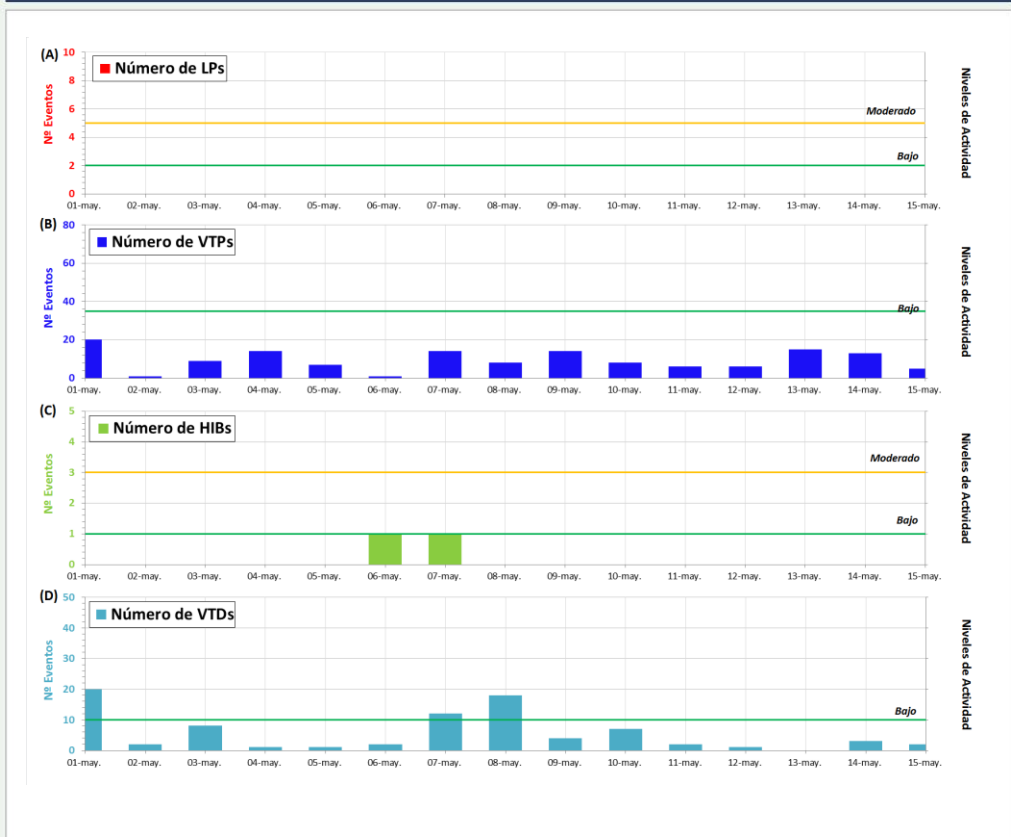 (A)
Número de LPs
Nº Eventos
10
8
6
4
2
0
Moderado
Bajo
Niveles de Actividad
01-may. 02-may. 03-may. 04-may. 05-may. 06-may. 07-may. 08-may. 09-may. 10-may. 11-may. 12-may. 13-may. 14-may. 15-may.
(B)
Número de VTPs
Nº Eventos
80
60
40
20
0
Bajo
Niveles de Actividad
01-may. 02-may. 03-may. 04-may. 05-may. 06-may. 07-may. 08-may. 09-may. 10-may. 11-may. 12-may. 13-may. 14-may. 15-may.
(C)
Número de HIBs
Nº Eventos
5
4
3
2
1
0
Moderado
Bajo
Niveles de Actividad
01-may. 02-may. 03-may. 04-may. 05-may. 06-may. 07-may. 08-may. 09-may. 10-may. 11-may. 12-may. 13-may. 14-may. 15-may.
(D)
Número de VTDs
Nº Eventos
50
40
30
20
10
0
Bajo
Niveles de Actividad
01-may. 02-may. 03-may. 04-may. 05-may. 06-may. 07-may. 08-may. 09-may. 10-may. 11-may. 12-may. 13-may. 14-may. 15-may.